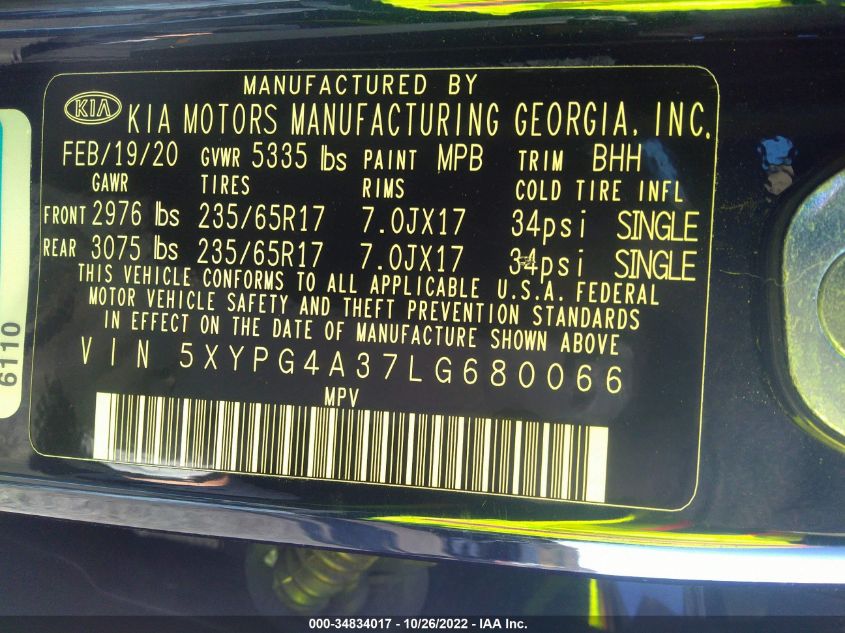 MANUFACTURED BY
KIA KIA MOTORS MANUFACTURING GEORGIA, INC.
FEB/19/20 GVWR 5335 lbs PAINT MPB TRIM BHH
GAWR TIRES RIMS COLD TIRE INFL
FRONT 2976 lbs 235/65R17 7.0JX17 34psi SINGLE
REAR 3075 lbs 235/65R17 7.0JX17 34psi SINGLE
THIS VEHICLE CONFORMS TO ALL APPLICABLE U.S.A. FEDERAL
MOTOR VEHICLE SAFETY AND THEFT PREVENTION STANDARDS
IN EFFECT ON THE DATE OF MANUFACTURE SHOWN ABOVE
VIN 5XYPG4A37LG680066
MPV
6110
000-34834017 / 10/26/2022 - IAA Inc.